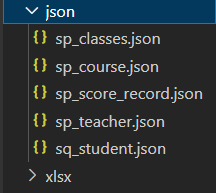 json
{} sp_classes.json
{} sp_course.json
{} sp_score_record.json
{} sp_teacher.json
{} sq_student.json
xlsx